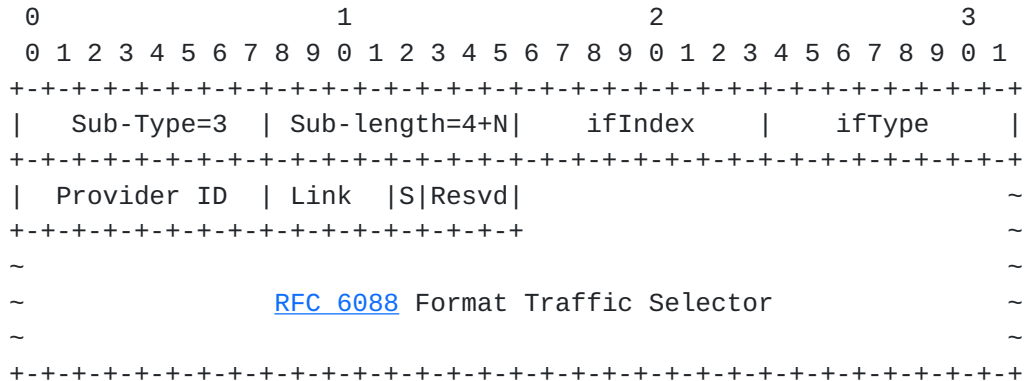 0                   1                   2                   3
 0 1 2 3 4 5 6 7 8 9 0 1 2 3 4 5 6 7 8 9 0 1 2 3 4 5 6 7 8 9 0 1
+-+-+-+-+-+-+-+-+-+-+-+-+-+-+-+-+-+-+-+-+-+-+-+-+-+-+-+-+-+-+-+-+
|   Sub-Type=3  | Sub-length=4+N|    ifIndex    |    ifType     |
+-+-+-+-+-+-+-+-+-+-+-+-+-+-+-+-+-+-+-+-+-+-+-+-+-+-+-+-+-+-+-+-+
|  Provider ID  | Link  |S|Resvd|                               ~
+-+-+-+-+-+-+-+-+-+-+-+-+-+-+-+-+                               ~
~                                                               ~
~                RFC 6088 Format Traffic Selector               ~
~                                                               ~
+-+-+-+-+-+-+-+-+-+-+-+-+-+-+-+-+-+-+-+-+-+-+-+-+-+-+-+-+-+-+-+-+